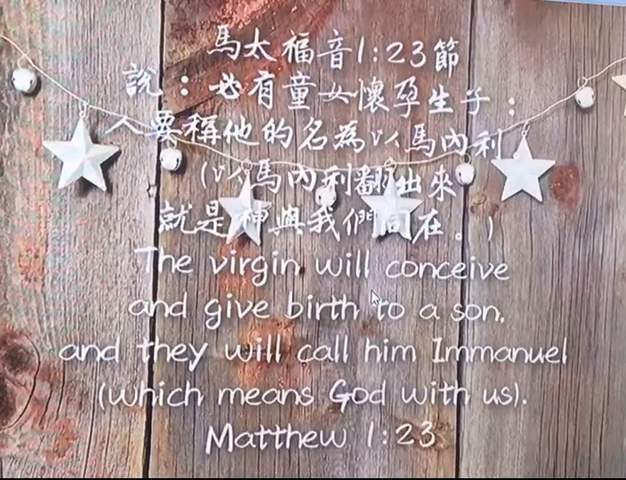 馬太福音1:23節
說：必有童女懷孕生子：
人要稱他的名為以馬內利
(以馬內利翻出來
就是神與我們同在。)
The virgin will conceive
and give birth to a son,
and they will call him Immanuel
(which means God with us).
Matthew 1:23